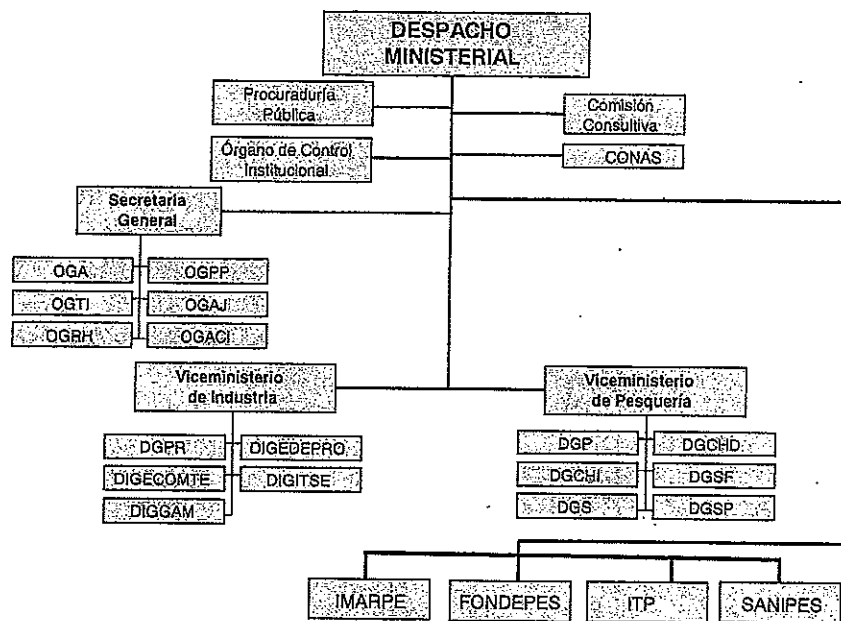 DESPACHO
MINISTERIAL
Procuraduría
Pública
Comisión
Consultiva
Órgano de Control
Institucional
CONAS
Secretaria
General
OGA
OGPP
OGTI
OGAJ
OGRH
OGACI
Viceministerio
de Industria
Viceministerio
de Pesquería
DGPR
DIGEDEPRO
DIGECOMTE
DIGITSE
DIGGAM
DGP
DGCHD
DGCHI
DGSF
DGS
DGSP
IMARPE
FONDEPES
ITP
SANIPES